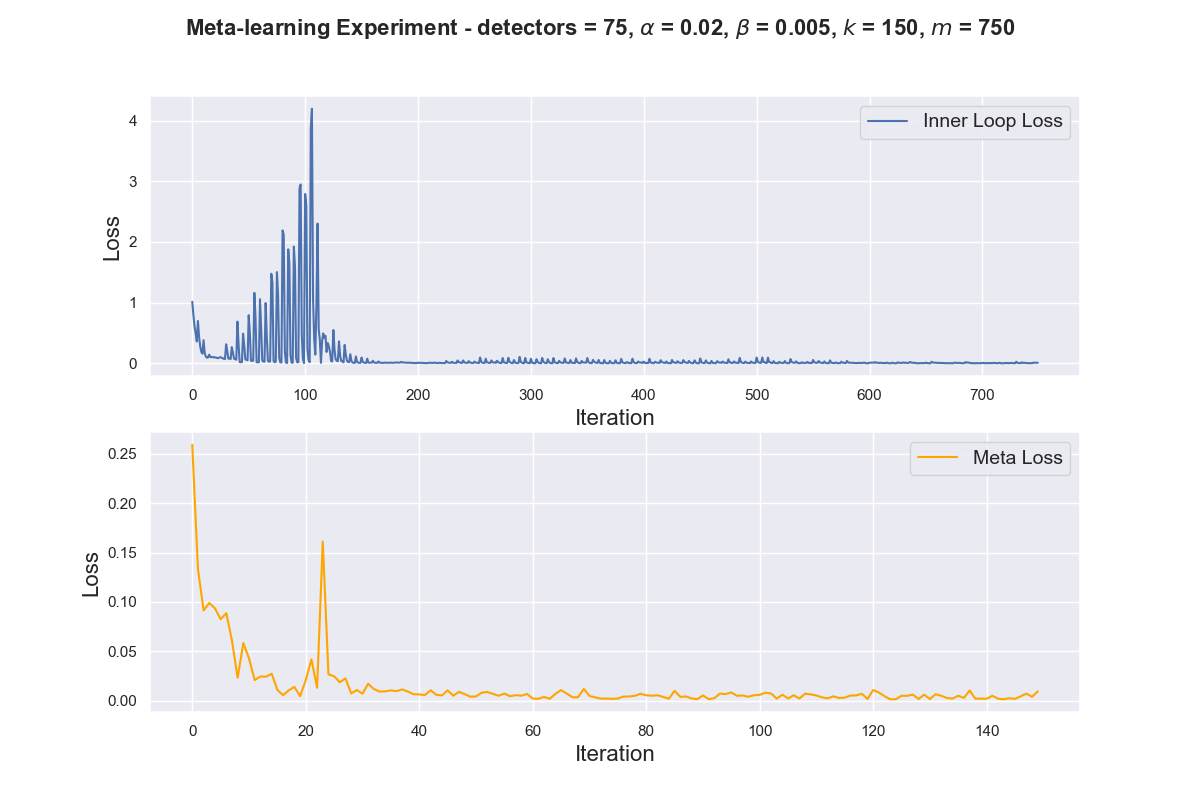 Meta-learning Experiment - detectors = 75, α = 0.02, β = 0.005, k = 150, m = 750
Inner Loop Loss
Loss
4
3
2
1
0
0 100 200 300 400 500 600 700
Iteration
Meta Loss
Loss
0.25
0.20
0.15
0.10
0.05
0.00
0 20 40 60 80 100 120 140
Iteration